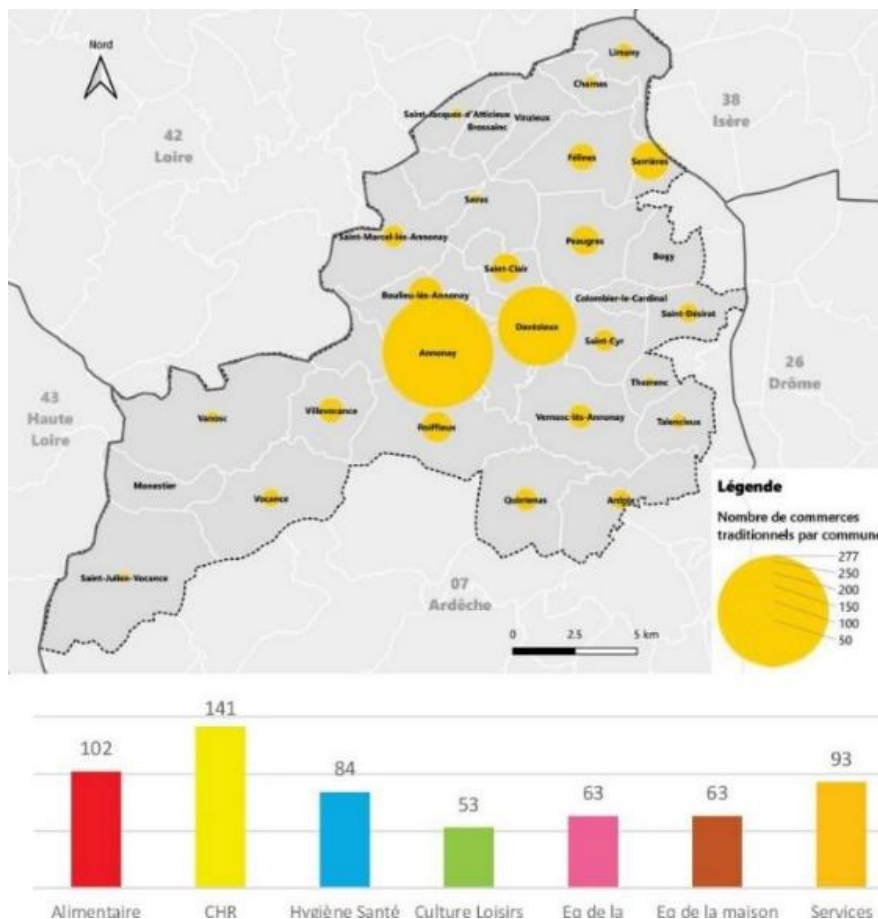 Nord
Limony
Charnas
38
Isère
Saint-Jacques-d'Atticieux
Vinzieux
Brossainc
42
Loire
Félines
Serrières
Savas
Saint-Marcel-lès-Annonay
Peaugres
Bogy
Saint-Clair
Boulieu-lès-Annonay
Colombier-le-Cardinal
Saint-Désirat
Davézieux
Saint-Cyr
Annonay
26
Drôme
43
Haute
Loire
Thorrenc
Vanosc
Villevocance
Vernosc-lès-Annonay
Talencieux
Roiffieux
Monestier
Vocance
Quintenas
Ardoix
Légende
Nombre de commerces
traditionnels par commune
277
250
200
150
100
50
Saint-Julien-Vocance
07
Ardèche
0
2.5
5 km
102
141
84
53
63
63
93
Alimentaire
CHR
Hygiène Santé
Culture Loisirs
Eq de la
Eq de la maison
Services